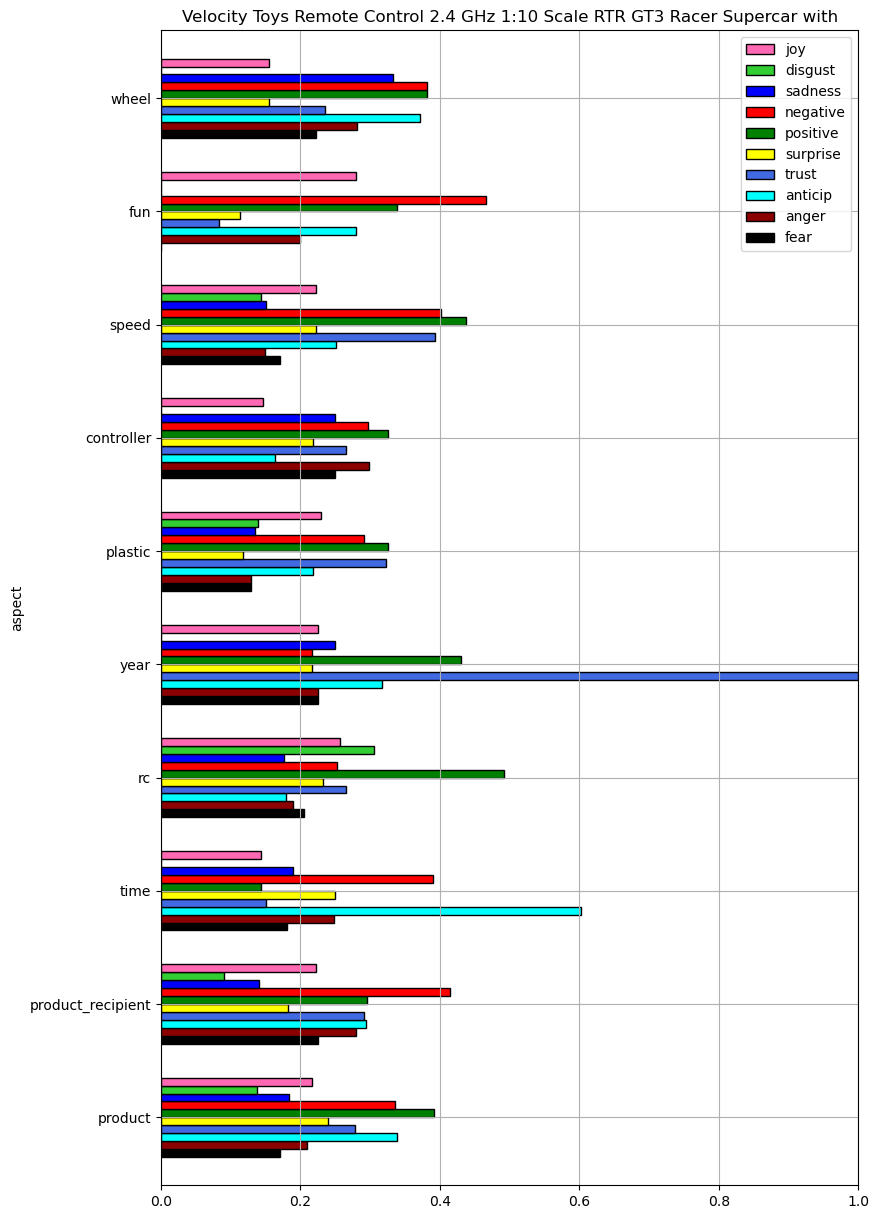 Velocity Toys Remote Control 2.4 GHz 1:10 Scale RTR GT3 Racer Supercar with
joy
disgust
sadness
negative
positive
surprise
trust
anticip
anger
fear
wheel
fun
speed
controller
plastic
year
rc
time
product_recipient
product
aspect
0.0 0.2 0.4 0.6 0.8 1.0